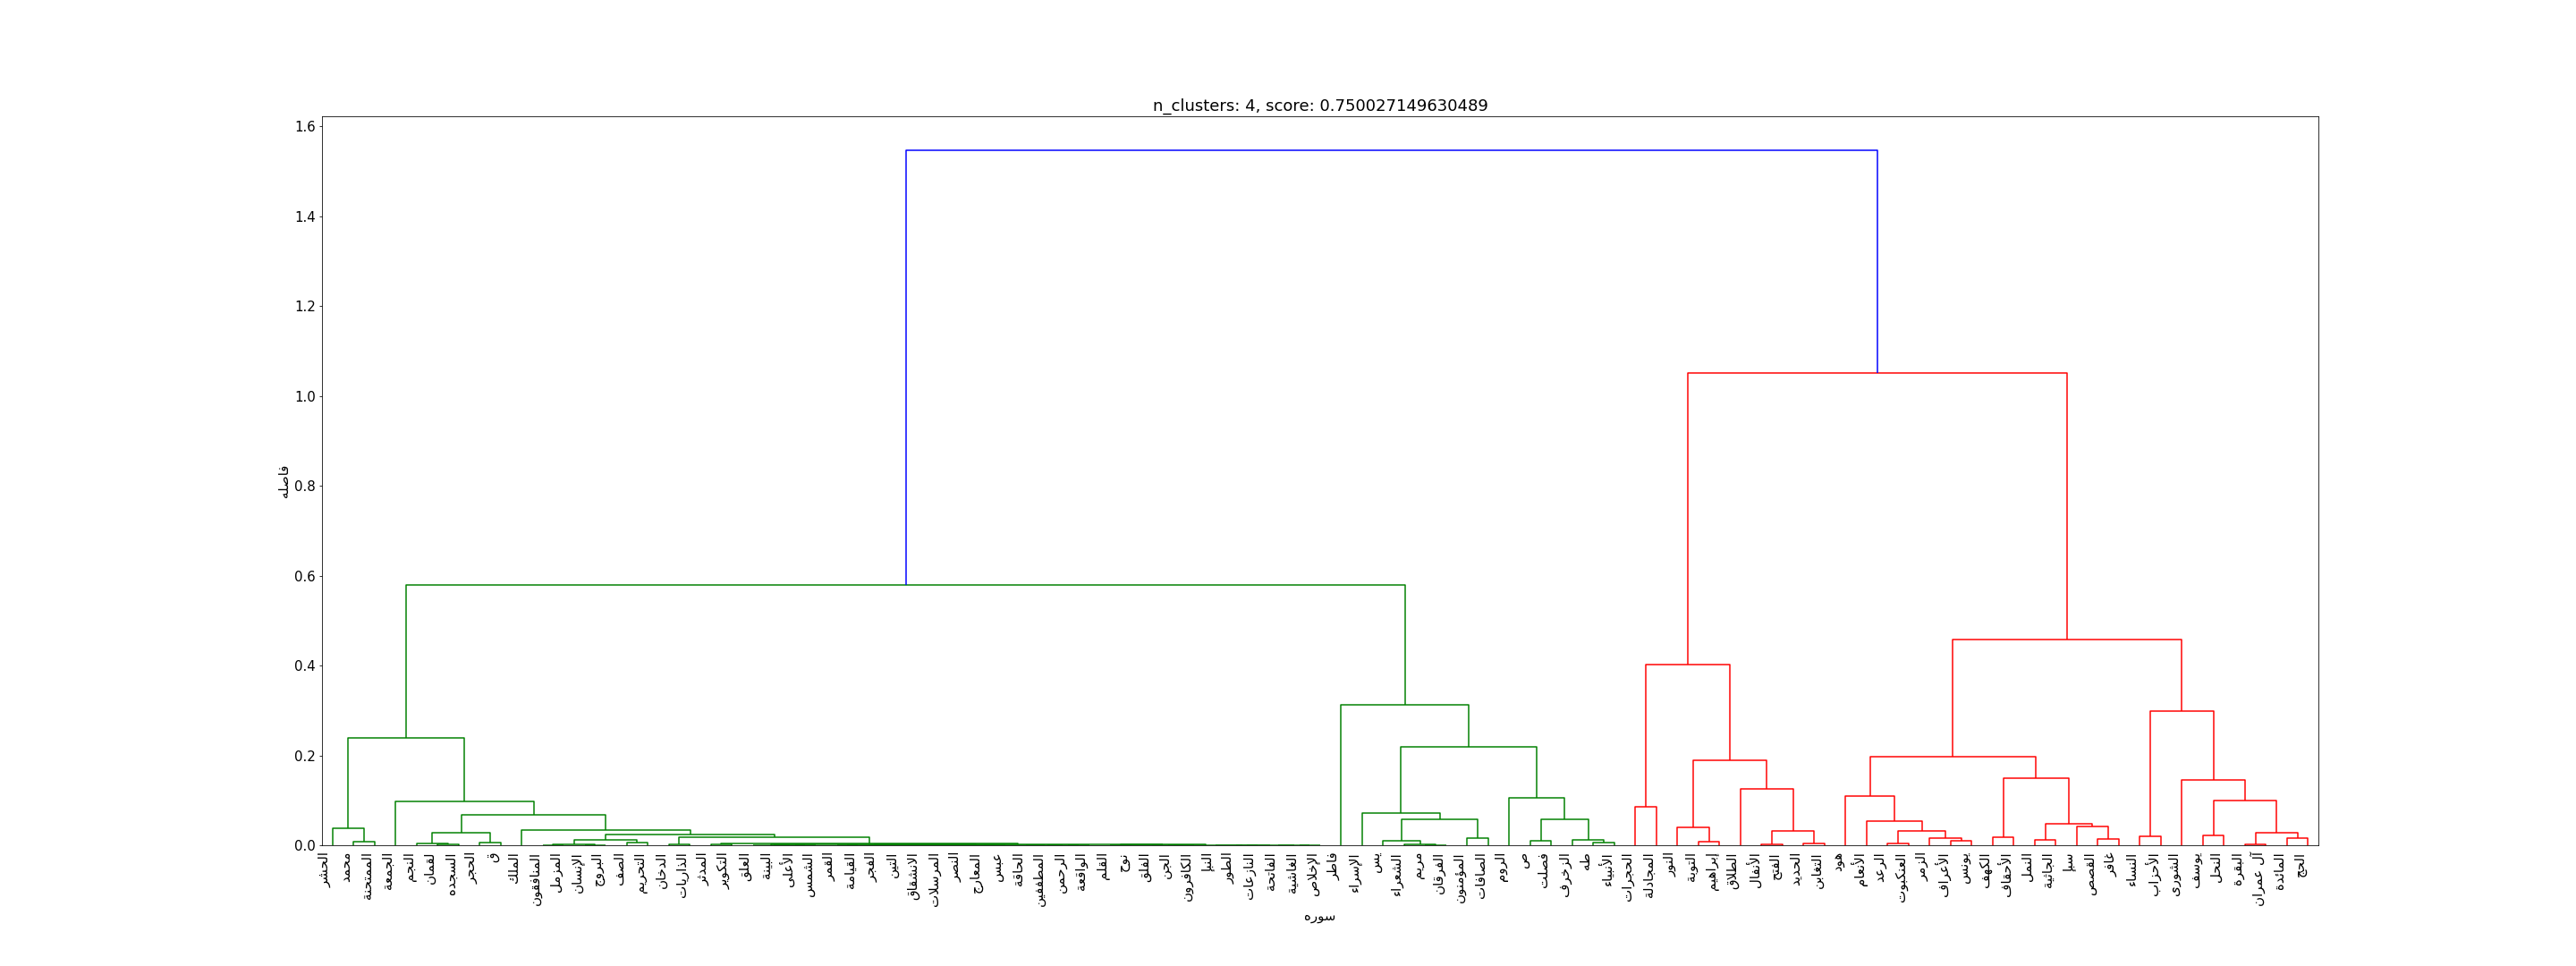 n_clusters: 4, score: 0.750027149630489
1.6
1.4
1.2
1.0
0.8
0.6
0.4
0.2
0.0
فاصله
الحشر
محمد
الممتحنة
الجمعة
النجم
لقمان
السجده
الحجر
ق
الملك
المنافقون
المزمل
الإنسان
البروج
الصف
التحريم
الدخان
الذاريات
المدثر
التكوير
العلق
البينة
الأعلى
الشمس
القمر
القيامة
الفجر
التين
الانشقاق
المرسلات
النصر
المعارج
عبس
الحاقة
المطففين
الرحمن
الواقعة
القلم
نوح
الفلق
الجن
الكافرون
النبإ
الطور
النازعات
الفاتحة
الغاشية
الإخلاص
فاطر
الإسراء
يس
الشعراء
مريم
الفرقان
المؤمنون
الصافات
الروم
ص
فصلت
الزخرف
طه
الأنبياء
الحجرات
المجادلة
النور
التوبة
إبراهيم
الطلاق
الأنفال
الفتح
الحديد
التغابن
هود
الأنعام
الرعد
العنكبوت
الزمر
الأعراف
يونس
الكهف
الأحقاف
النمل
الجاثية
سبإ
القصص
غافر
النساء
الأحزاب
الشورى
يوسف
النحل
البقرة
آل عمران
المائدة
الحج
سوره